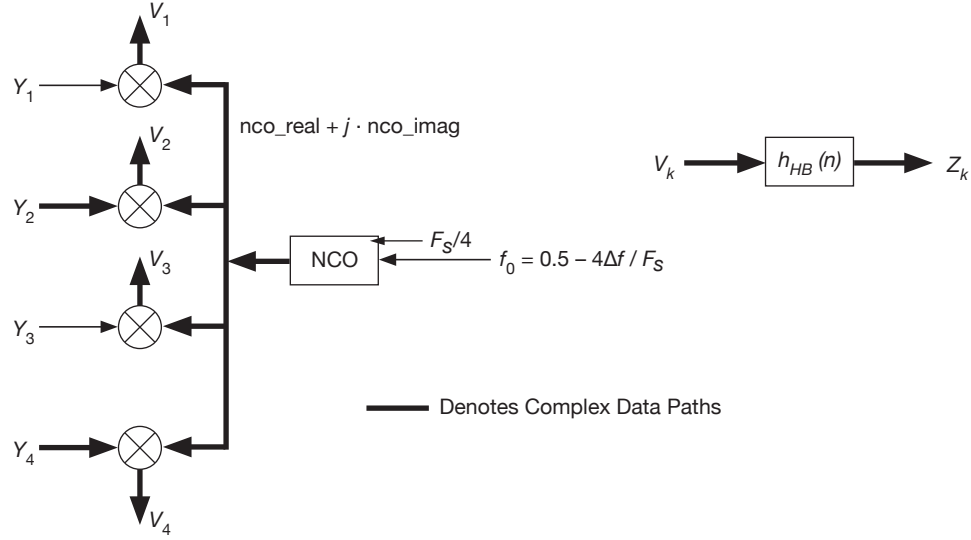 V1
Y1
nco_real + j · nco_imag
V2
Vk
hHB (n)
Zk
Y2
FS/4
V3
NCO
f0 = 0.5 – 4Δf / FS
Y3
Denotes Complex Data Paths
Y4
V4